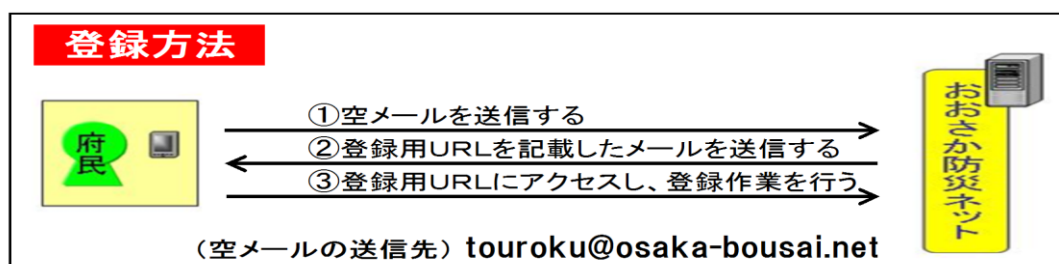 登録方法
府民
①空メールを送信する
②登録用URLを記載したメールを送信する
③登録用URLにアクセスし、登録作業を行う
おおさか防災ネット
（空メールの送信先）touroku@osaka-bousai.net